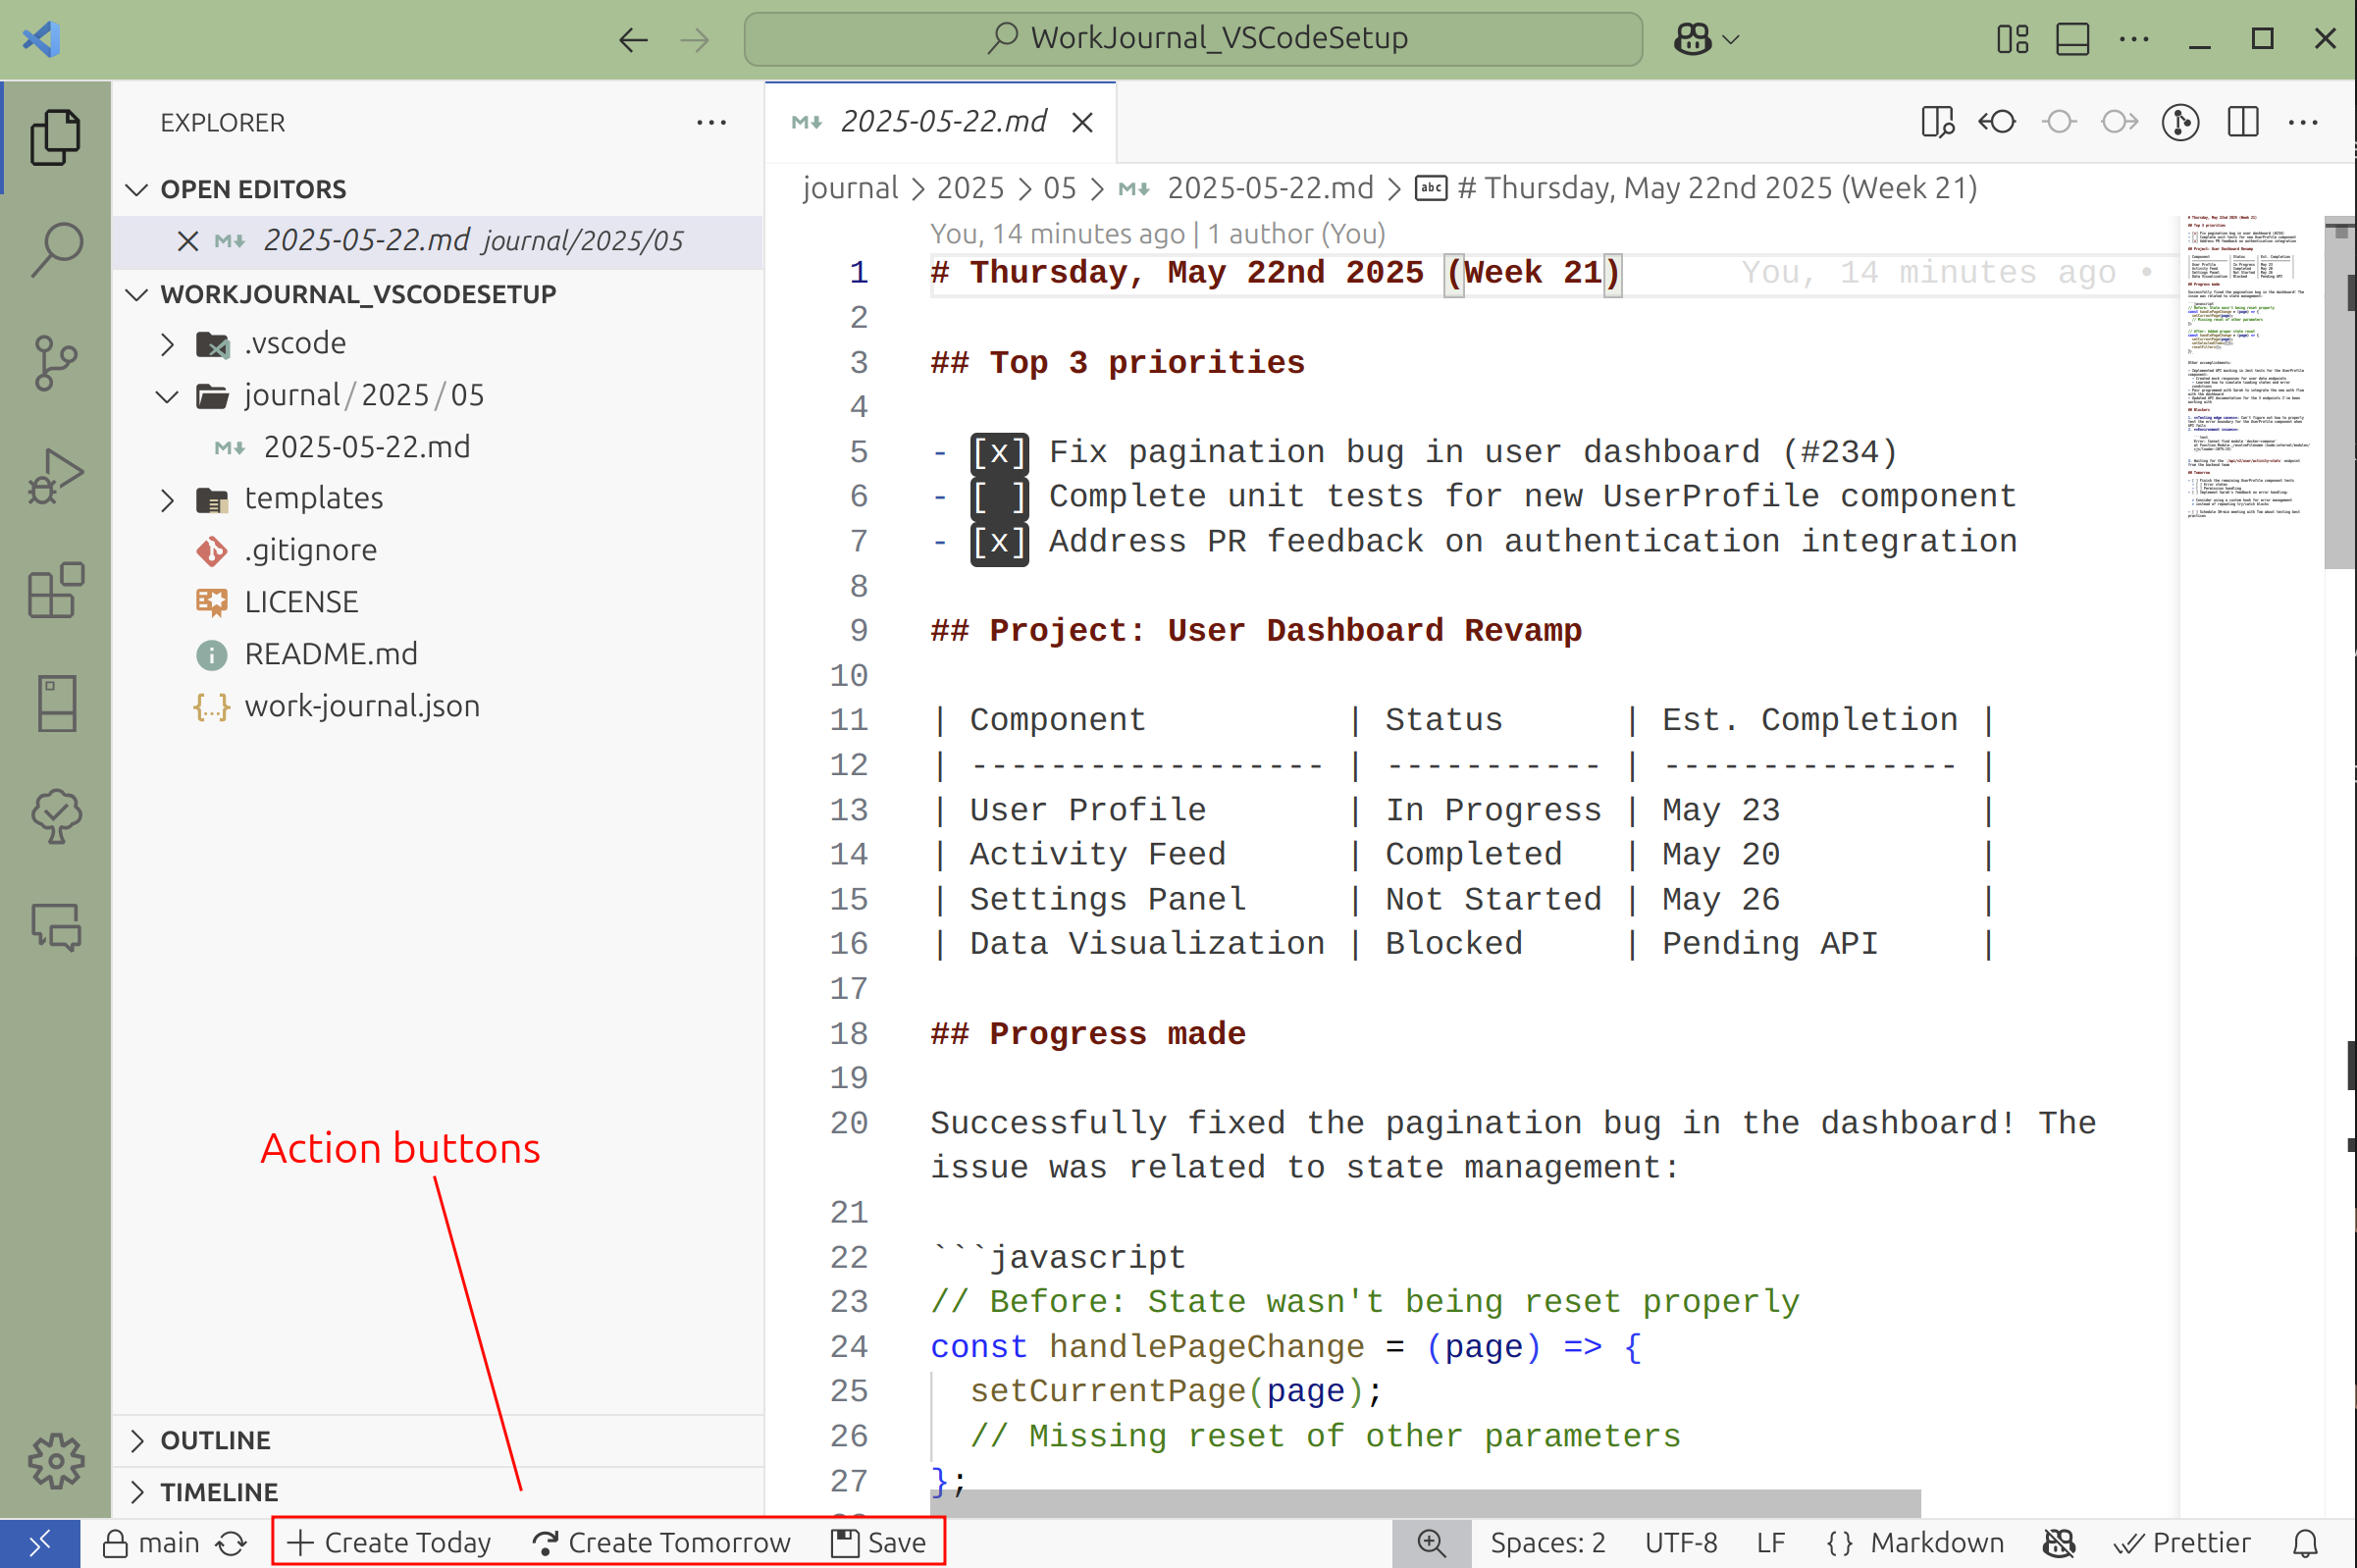 WorkJournal_VSCodeSetup
EXPLORER
OPEN EDITORS
2025-05-22.md journal/2025/05
WORKJOURNAL_VSCODESETUP
.vscode
journal/2025/05
2025-05-22.md
templates
.gitignore
LICENSE
README.md
{...} work-journal.json
Action buttons
OUTLINE
TIMELINE
2025-05-22.md
journal > 2025 > 05 > 2025-05-22.md > abc # Thursday, May 22nd 2025 (Week 21)
You, 14 minutes ago | 1 author (You)
1 # Thursday, May 22nd 2025 (Week 21) You, 14 minutes ago •
2
3 ## Top 3 priorities
4
5 - [x] Fix pagination bug in user dashboard (#234)
6 - [ ] Complete unit tests for new UserProfile component
7 - [x] Address PR feedback on authentication integration
8
9 ## Project: User Dashboard Revamp
10
11 | Component | Status | Est. Completion |
12 | ------------------ | ----------- | --------------- |
13 | User Profile | In Progress | May 23 |
14 | Activity Feed | Completed | May 20 |
15 | Settings Panel | Not Started | May 26 |
16 | Data Visualization | Blocked | Pending API |
17
18 ## Progress made
19
20 Successfully fixed the pagination bug in the dashboard! The
issue was related to state management:
21
22 ```javascript
23 // Before: State wasn't being reset properly
24 const handlePageChange = (page) => {
25 setCurrentPage(page);
26 // Missing reset of other parameters
27 };
main + Create Today Create Tomorrow Save Spaces: 2 UTF-8 LF {} Markdown Prettier